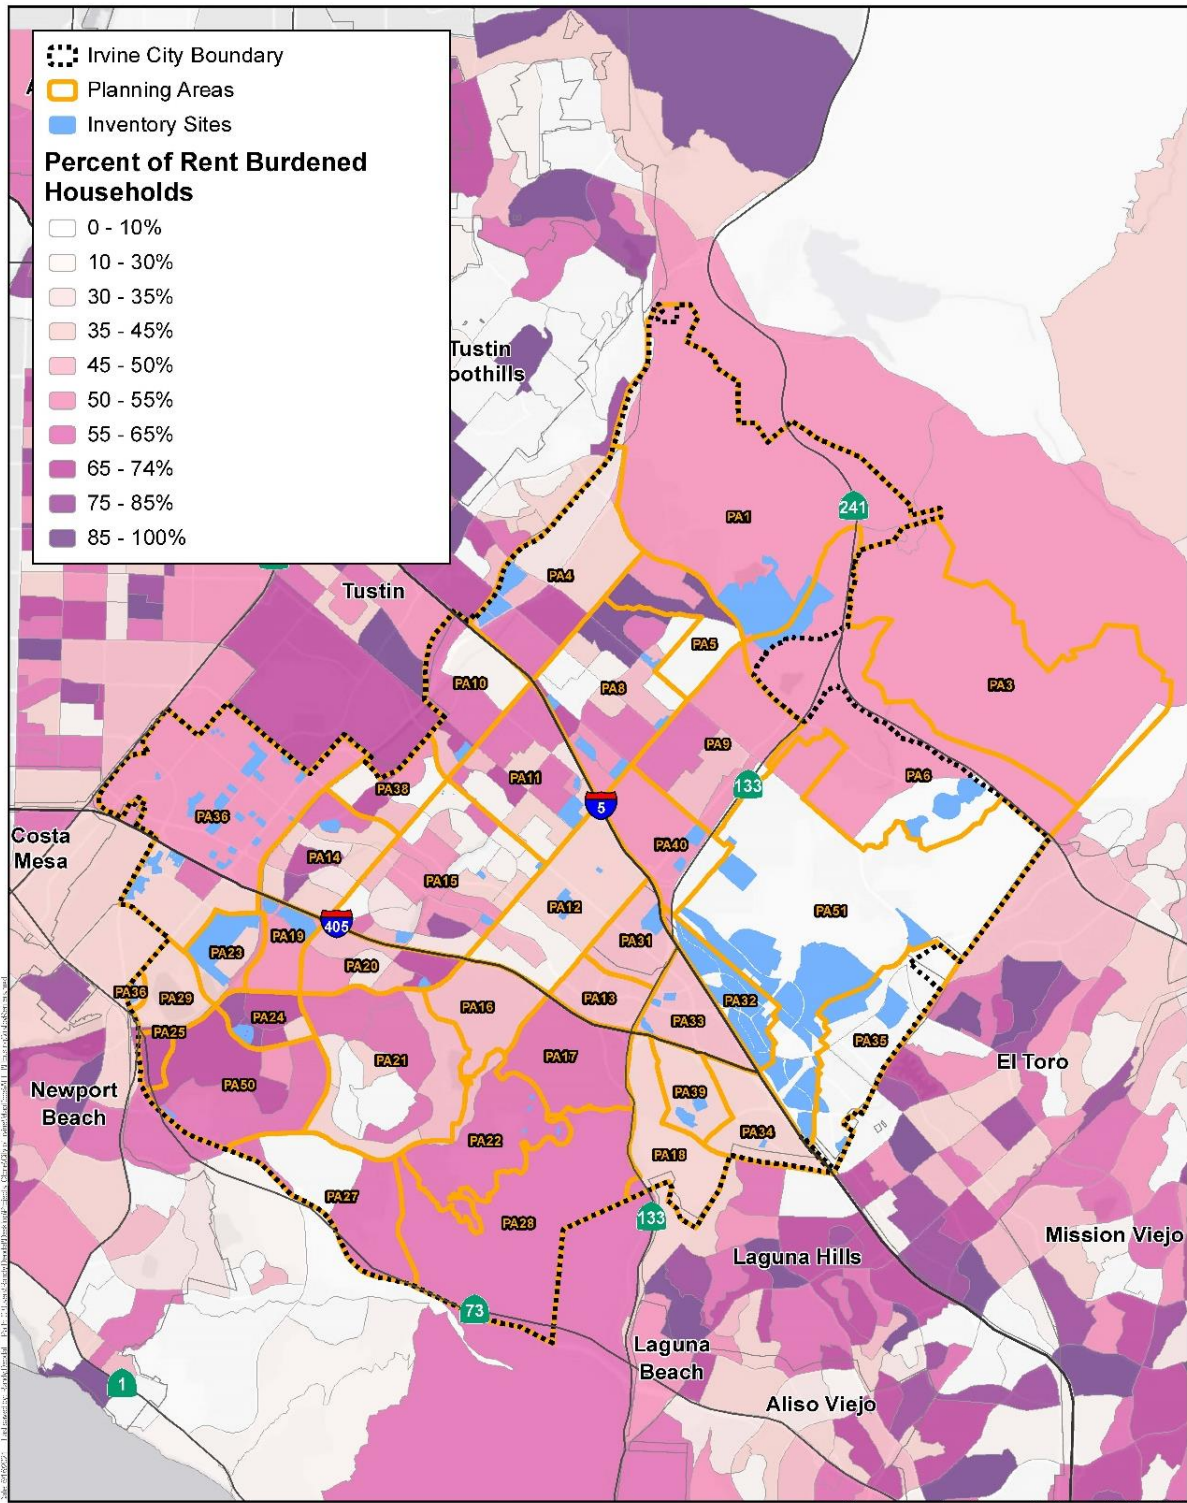 Irvine City Boundary
Planning Areas
Inventory Sites
Percent of Rent Burdened
Households
0 - 10%
10 - 30%
30 - 35%
35 - 45%
45 - 50%
50 - 55%
55 - 65%
65 - 74%
75 - 85%
85 - 100%
Tustin
oothills
PA1
241
PA4
Tustin
PA5
PA10
PA8
PA3
PA9
PA6
PA11
PA38
133
5
PA36
Costa
Mesa
PA40
PA14
PA15
PA12
PA51
405
PA19
PA31
PA23
PA20
PA36
PA29
PA13
PA32
PA16
PA24
PA33
PA25
PA35
PA17
PA21
El Toro
PA50
PA39
Newport
Beach
PA22
PA34
PA18
PA27
133
PA28
Mission Viejo
Laguna Hills
73
Laguna
Beach
1
Aliso Viejo